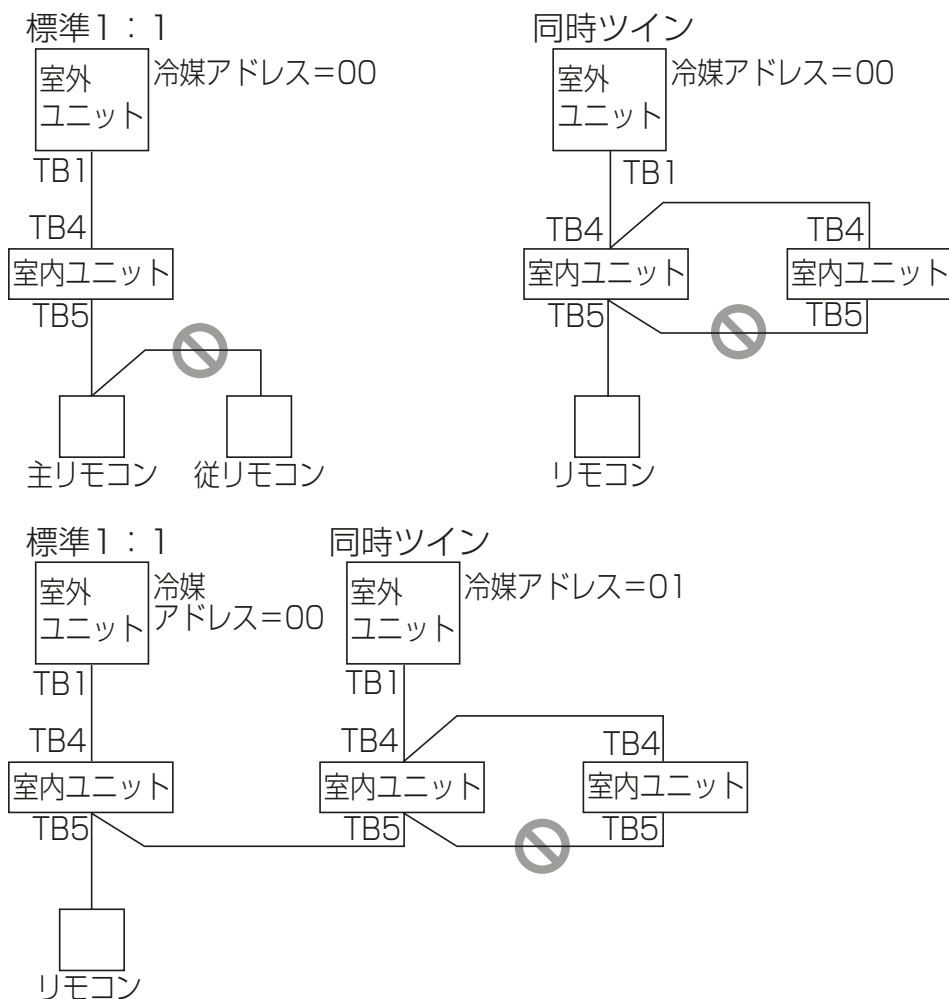 標準1：1
室外
ユニット
冷媒アドレス＝00
TB1
TB4
室内ユニット
TB5
主リモコン
従リモコン
同時ツイン
室外
ユニット
冷媒アドレス＝00
TB1
TB4
TB4
室内ユニット
室内ユニット
TB5
TB5
リモコン
標準1：1
室外
ユニット
冷媒
アドレス＝00
TB1
TB4
室内ユニット
TB5
リモコン
同時ツイン
室外
ユニット
冷媒アドレス＝01
TB1
TB4
TB4
室内ユニット
室内ユニット
TB5
TB5